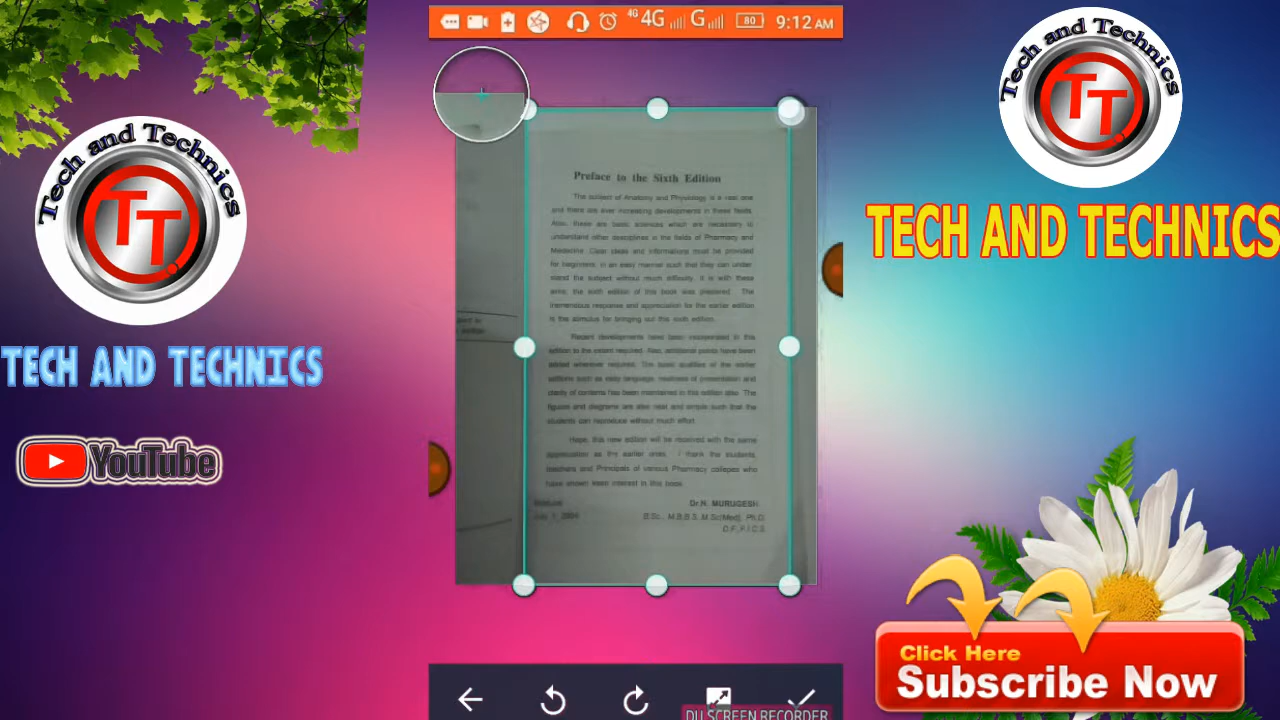 4G 4G G 80 9:12 AM
Tech and Technics
TT
TECH AND TECHNICS
YouTube
Preface to the Sixth Edition
The subject of Anatomy and Physiology is a vast one
and there are ever increasing developments in these fields.
Also, these are basic sciences which are necessary to
understand other desciplines in the fields of Pharmacy and
Medicine. Clear ideas and informations must be provided
for beginners, in an easy manner such that they can under-
stand the subject without much difficulty. It is with these
aims, the sixth edition of this book was prepared. The
tremendous response and appreciation for the earlier edition
is the stimulus for bringing out this sixth edition.
Recent developments have been incorporated in this
edition to the extent required. Also, additional points have been
added wherever required. The basic qualities of the earlier
editions such as easy language, neatness of presentation and
clarity of contents has been maintained in this edition also. The
figures and diagrams are also neat and simple such that the
students can reproduce without much effort.
Hope, this new edition will be received with the same
appreciation as the earlier ones. I thank the students,
teachers and Principals of various Pharmacy colleges who
have shown keen interest in this book.
Dr.N. MURUGESH
B.Sc., M.B.B.S., M.Sc(Med), Ph.D,
D.F.,F.I.C.S
DU SCREEN RECORDER
Tech and Technics
TT
TECH AND TECHNICS
Click Here
Subscribe Now